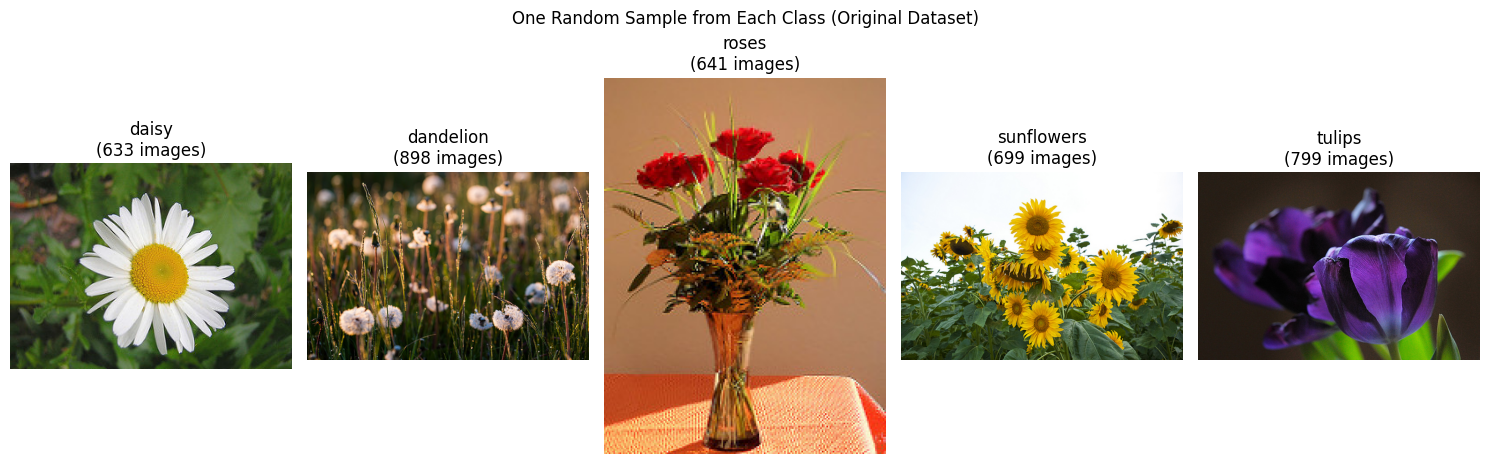 One Random Sample from Each Class (Original Dataset)
daisy
(633 images)
dandelion
(898 images)
roses
(641 images)
sunflowers
(699 images)
tulips
(799 images)